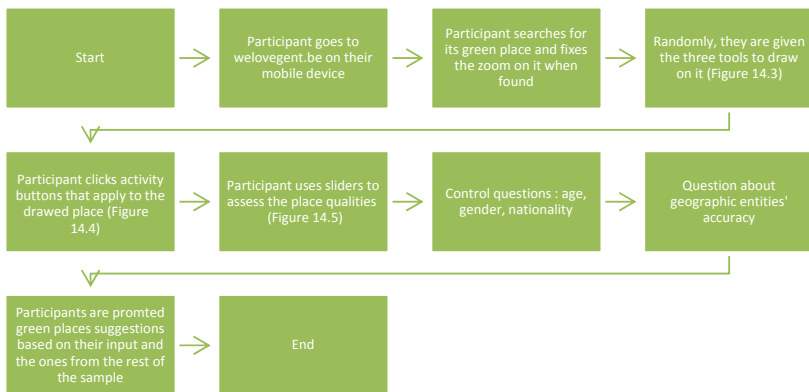 Start
Participant goes to
welovegent.be on their
mobile device
Participant searches for
its green place and fixes
the zoom on it when
found
Randomly, they are given
the three tools to draw
on it (Figure 14.3)
Participant clicks activity
buttons that apply to the
drawed place (Figure
14.4)
Participant uses sliders to
assess the place qualities
(Figure 14.5)
Control questions : age,
gender, nationality
Question about
geographic entities'
accuracy
Participants are promted
green places suggestions
based on their input and
the ones from the rest of
the sample
End